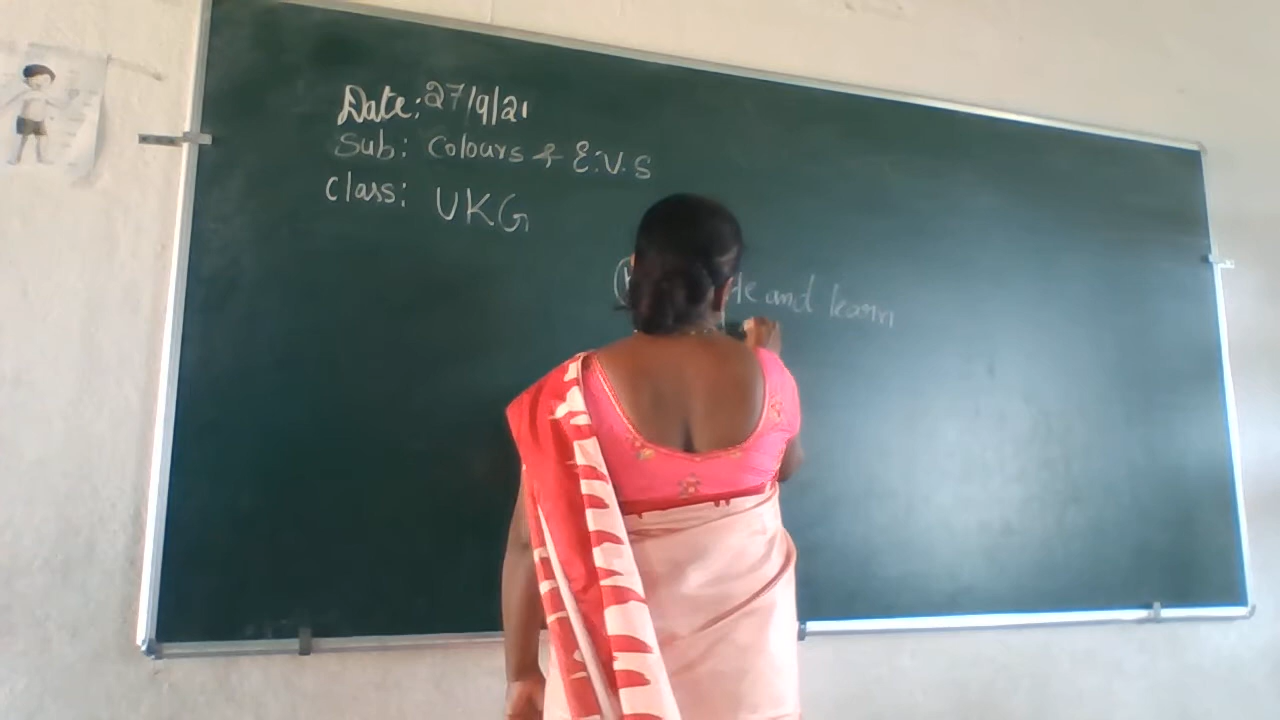 Date: 27/9/21
Sub: Colours & E.V.S
Class: UKG
and learn